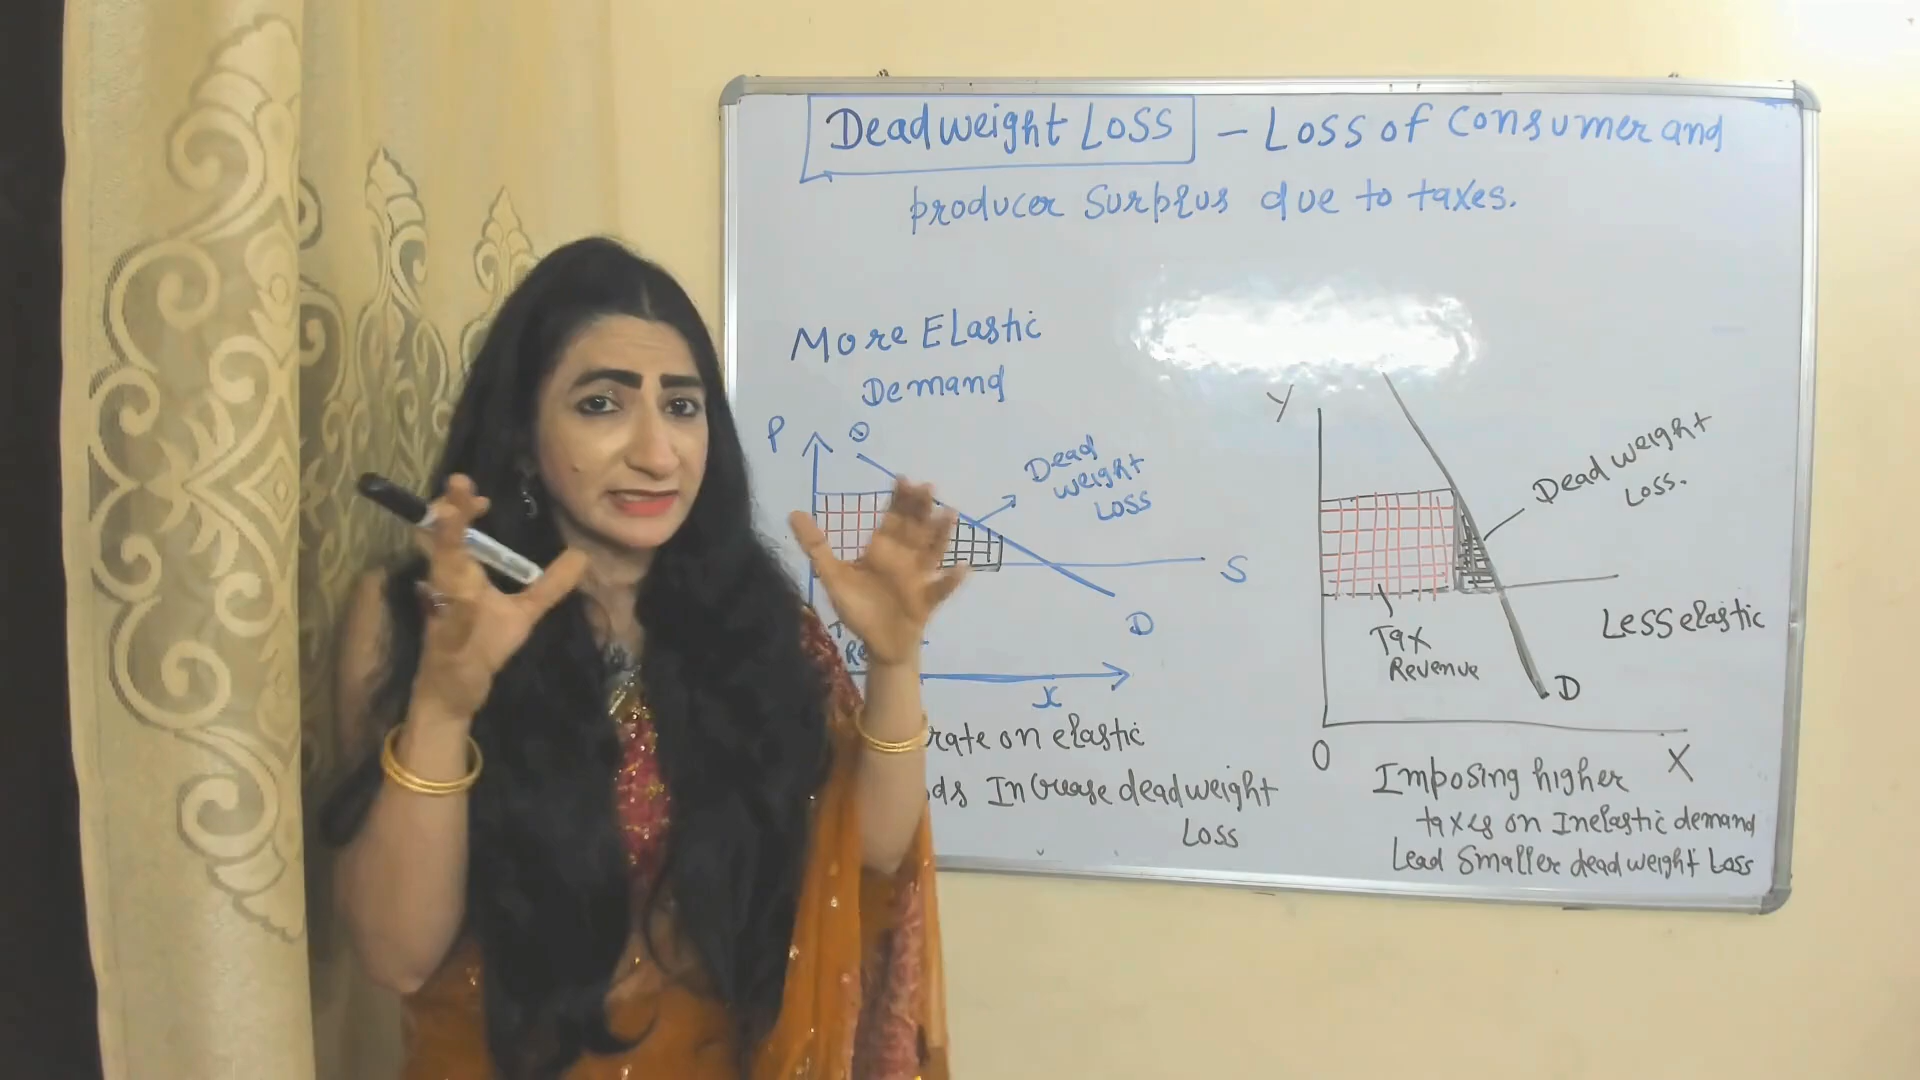 Deadweight Loss – Loss of Consumer and
producer Surplus due to taxes.
More Elastic
Demand
P
D
Dead
weight
Loss
S
D
X
rate on elastic
Increase deadweight
Loss
Y
Dead weight
Loss.
Tax
Revenue
Less elastic
D
O
X
Imposing higher
taxes on Inelastic demand
Lead Smaller deadweight Loss